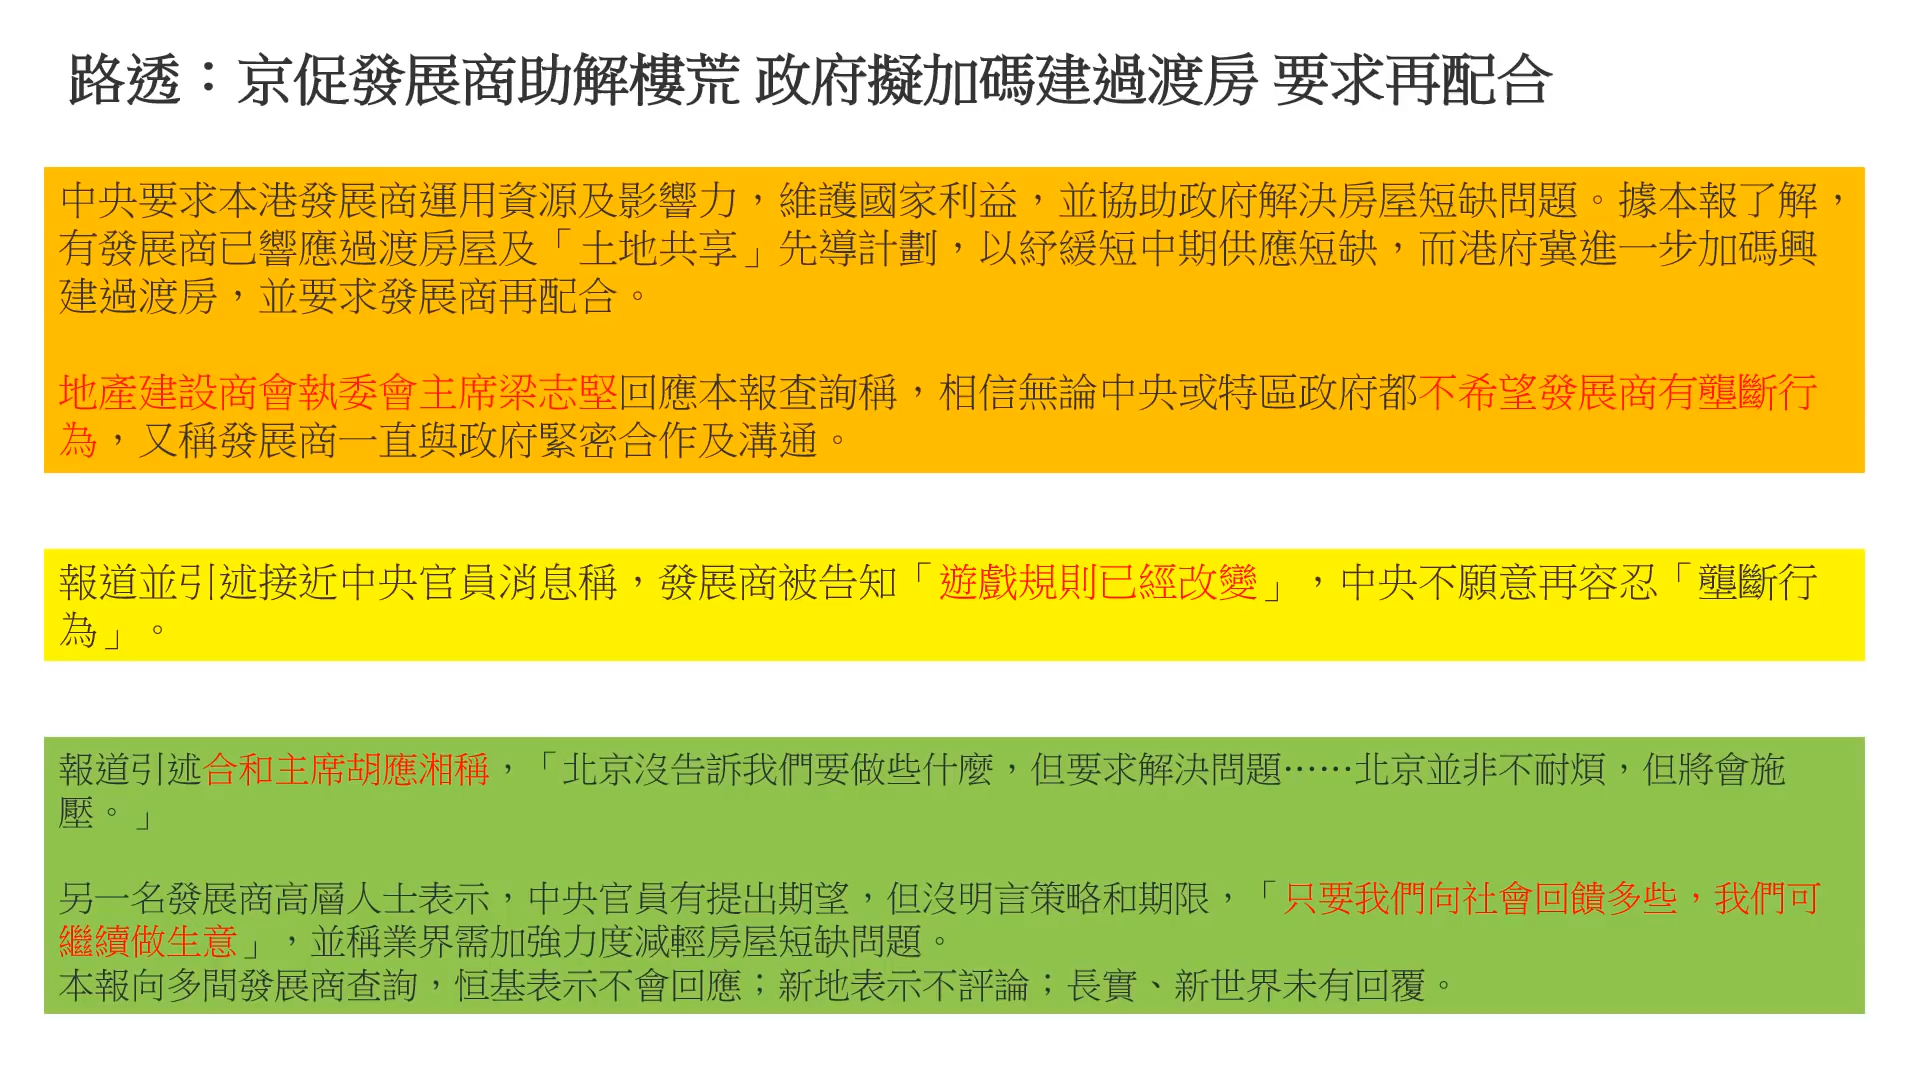 路透：京促發展商助解樓荒 政府擬加碼建過渡房 要求再配合
中央要求本港發展商運用資源及影響力，維護國家利益，並協助政府解決房屋短缺問題。據本報了解，
有發展商已響應過渡房屋及「土地共享」先導計劃，以紓緩短中期供應短缺，而港府冀進一步加碼興
建過渡房，並要求發展商再配合。
地產建設商會執委會主席梁志堅回應本報查詢稱，相信無論中央或特區政府都不希望發展商有壟斷行
為，又稱發展商一直與政府緊密合作及溝通。
報道並引述接近中央官員消息稱，發展商被告知「遊戲規則已經改變」，中央不願意再容忍「壟斷行
為」。
報道引述合和主席胡應湘稱，「北京沒告訴我們要做些什麼，但要求解決問題……北京並非不耐煩，但將會施
壓。」
另一名發展商高層人士表示，中央官員有提出期望，但沒明言策略和期限，「只要我們向社會回饋多些，我們可
繼續做生意」，並稱業界需加強力度減輕房屋短缺問題。
本報向多間發展商查詢，恒基表示不會回應；新地表示不評論；長實、新世界未有回覆。